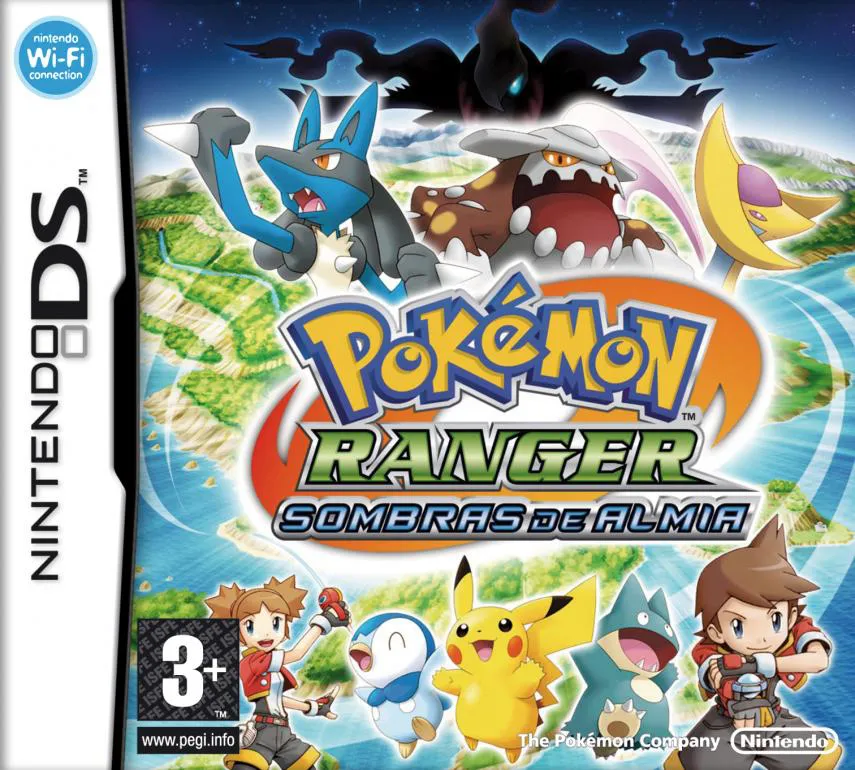 nintendo
Wi-Fi
connection
NINTENDO DS™
POKéMON™
RANGER
SOMBRAS DE ALMIA
3+
™
www.pegi.info
The Pokémon Company
Nintendo®